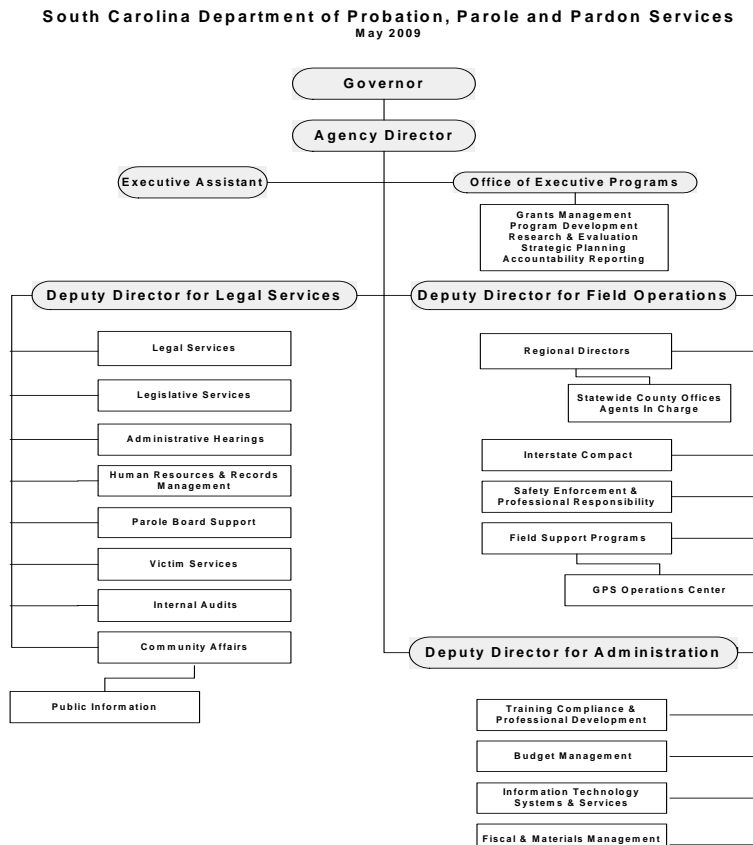 South Carolina Department of Probation, Parole and Pardon Services
May 2009
Governor
Agency Director
Executive Assistant
Office of Executive Programs
Grants Management
Program Development
Research & Evaluation
Strategic Planning
Accountability Reporting
Deputy Director for Legal Services
Legal Services
Legislative Services
Administrative Hearings
Human Resources & Records
Management
Parole Board Support
Victim Services
Internal Audits
Community Affairs
Public Information
Deputy Director for Field Operations
Regional Directors
Statewide County Offices
Agents In Charge
Interstate Compact
Safety Enforcement &
Professional Responsibility
Field Support Programs
GPS Operations Center
Deputy Director for Administration
Training Compliance &
Professional Development
Budget Management
Information Technology
Systems & Services
Fiscal & Materials Management